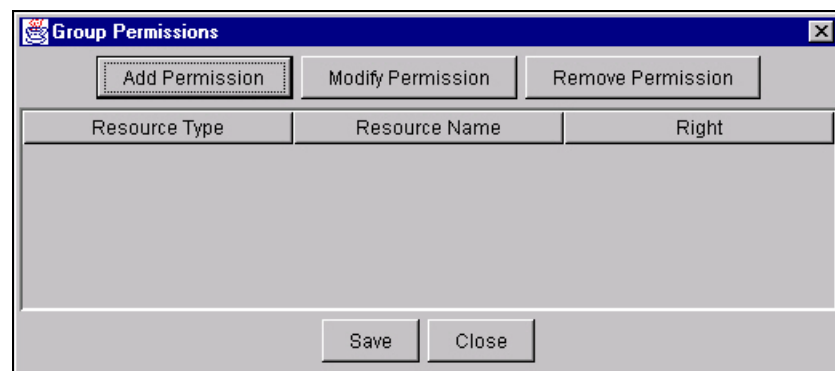 Group Permissions
Add Permission Modify Permission Remove Permission
Resource Type Resource Name Right
Save Close